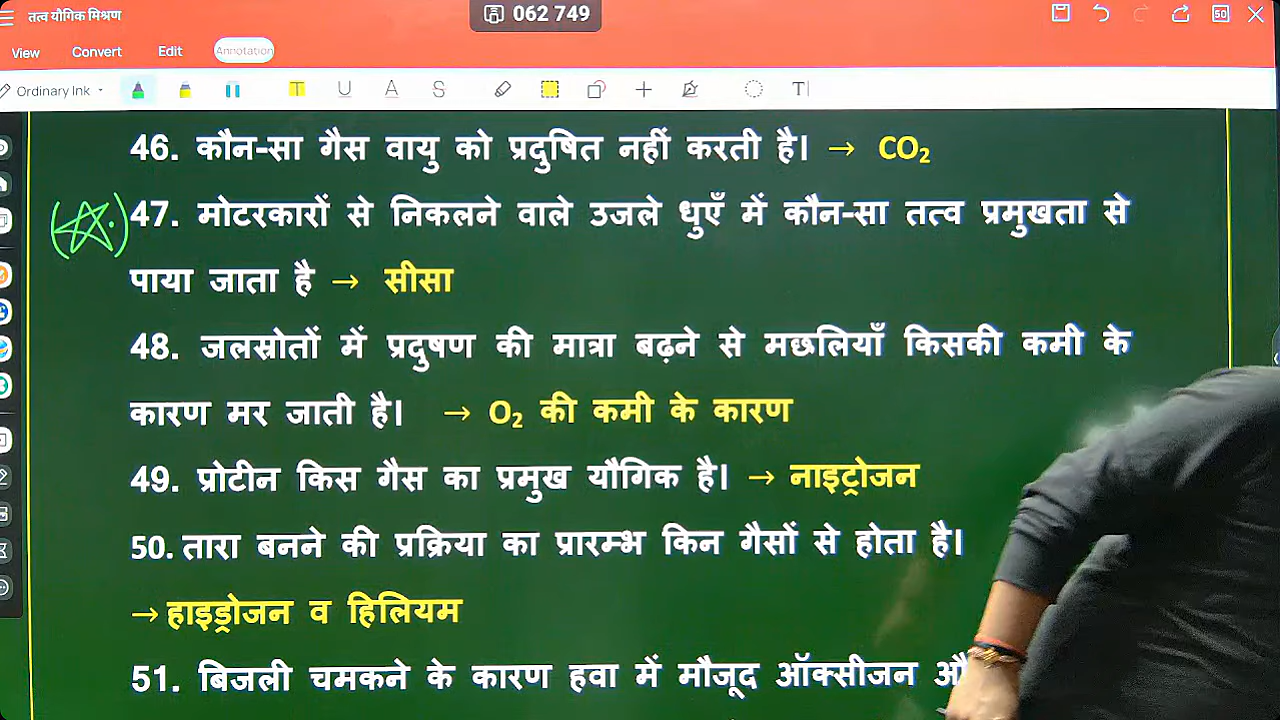 तत्व यौगिक मिश्रण
062 749
50
View Convert Edit Annotation
Ordinary Ink T U A S T
46. कौन-सा गैस वायु को प्रदुषित नहीं करती है। → CO₂
47. मोटरकारों से निकलने वाले उजले धुएँ में कौन-सा तत्व प्रमुखता से
पाया जाता है → सीसा
48. जलस्रोतों में प्रदुषण की मात्रा बढ़ने से मछलियाँ किसकी कमी के
कारण मर जाती है। → O₂ की कमी के कारण
49. प्रोटीन किस गैस का प्रमुख यौगिक है। → नाइट्रोजन
50. तारा बनने की प्रक्रिया का प्रारम्भ किन गैसों से होता है।
→ हाइड्रोजन व हिलियम
51. बिजली चमकने के कारण हवा में मौजूद ऑक्सीजन